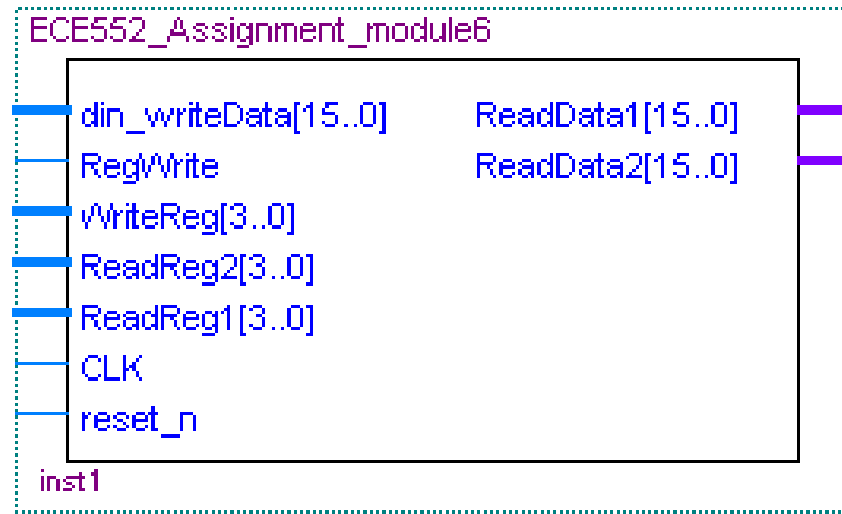 ECE552_Assignment_module6
din_writeData[15..0] ReadData1[15..0]
RegWrite ReadData2[15..0]
WriteReg[3..0]
ReadReg2[3..0]
ReadReg1[3..0]
CLK
reset_n
inst1